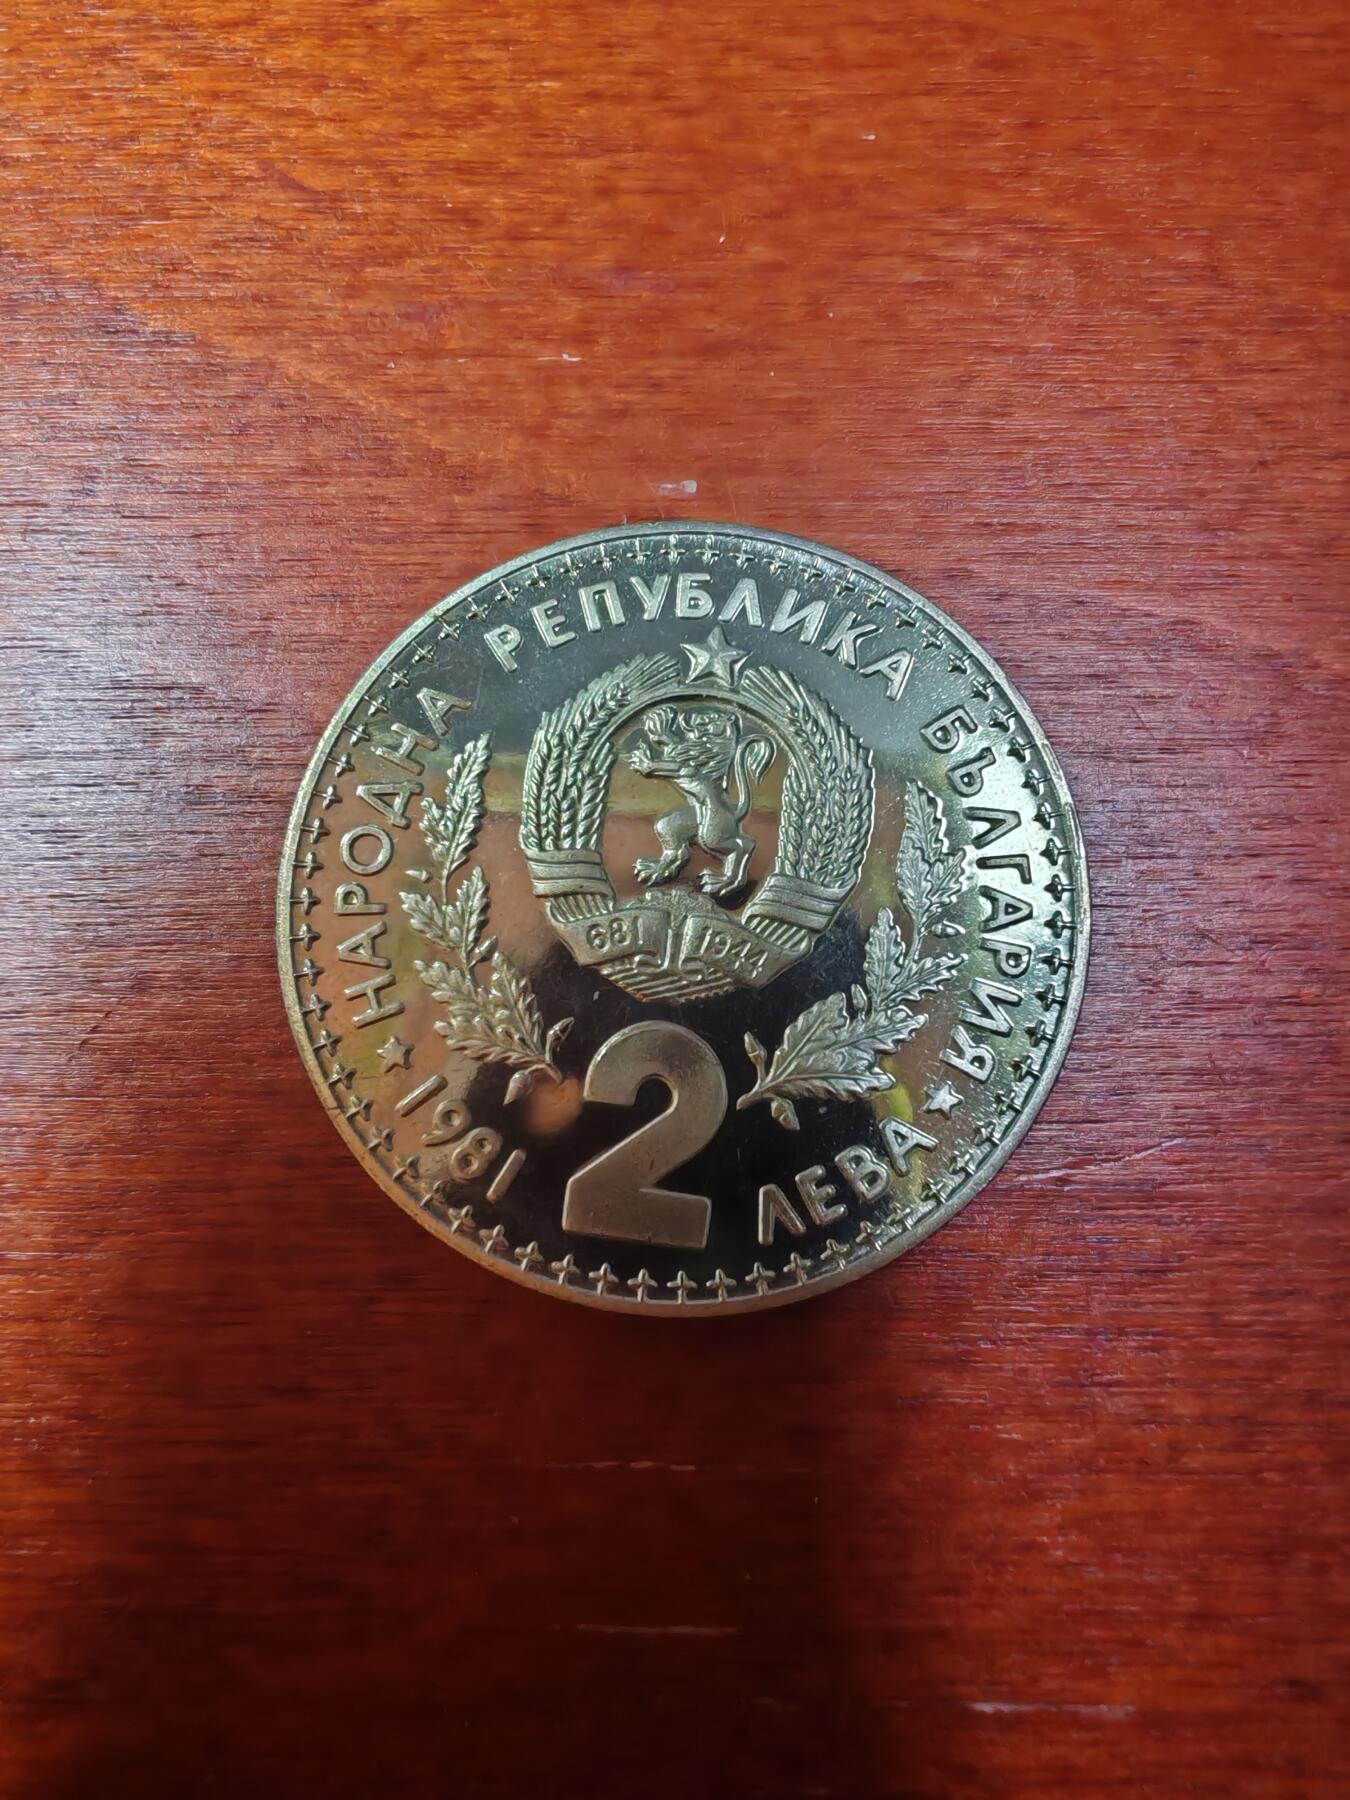 НАРОДНА РЕПУБЛИКА БЪЛГАРИЯ
681 1944
1981 2 ЛЕВА